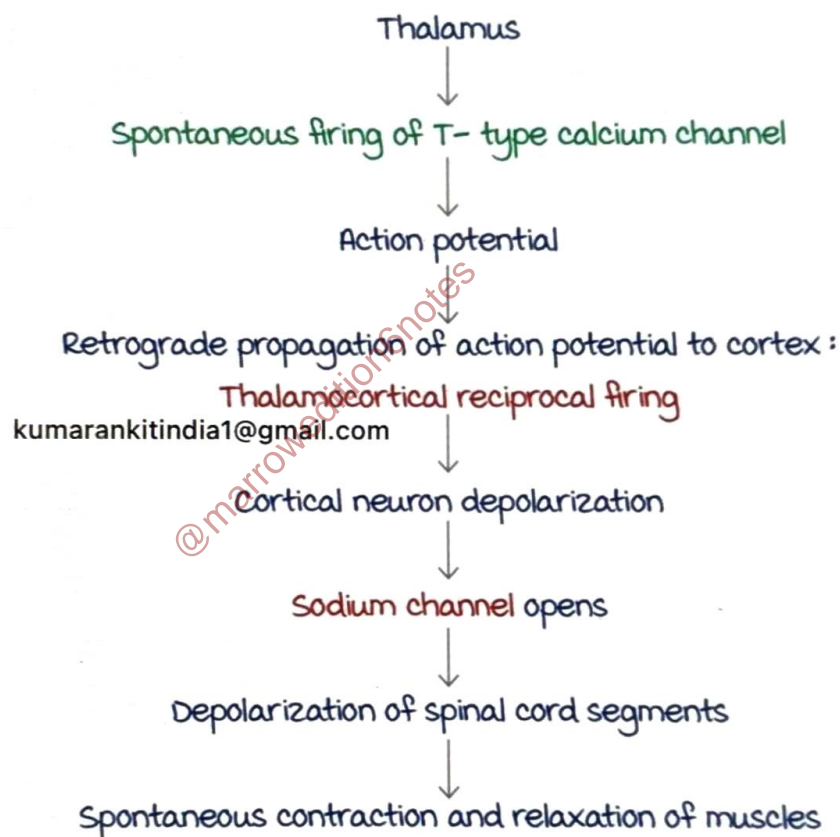 Thalamus
Spontaneous firing of T- type calcium channel
Action potential
Retrograde propagation of action potential to cortex :
Thalamocortical reciprocal firing
kumarankitindia1@gmail.com
@marrowedition6notes
Cortical neuron depolarization
Sodium channel opens
Depolarization of spinal cord segments
Spontaneous contraction and relaxation of muscles